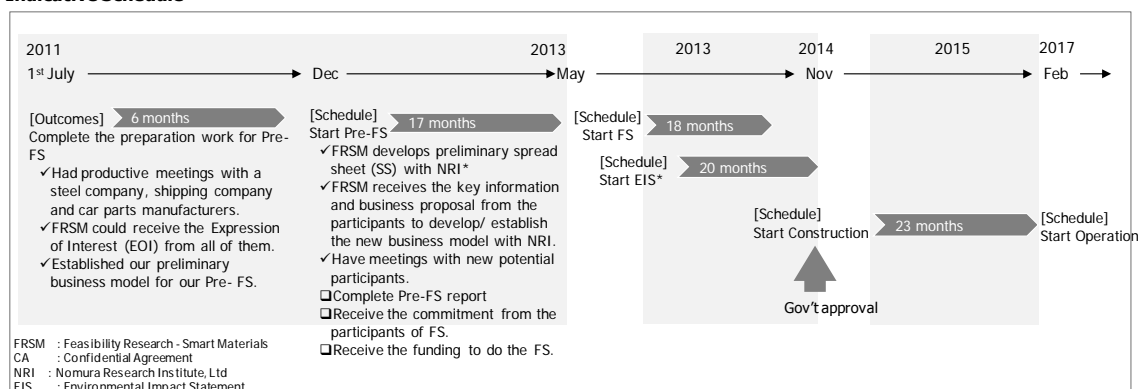 2011
2013
2013
2014
2015
2017
1st July
Dec
May
Nov
Feb
[Outcomes]
6 months
Complete the preparation work for Pre-
FS
✓Had productive meetings with a
steel company, shipping company
and car parts manufacturers.
✓FRSM could receive the Expression
of Interest (EOI) from all of them.
✓Established our preliminary
business model for our Pre- FS.
[Schedule]
Start Pre-FS
17 months
✓FRSM develops preliminary spread
sheet (SS) with NRI*
✓FRSM receives the key information
and business proposal from the
participants to develop/ establish
the new business model with NRI.
✓Have meetings with new potential
participants.
❑Complete Pre-FS report
❑Receive the commitment from the
participants of FS.
❑Receive the funding to do the FS.
[Schedule]
Start FS
18 months
[Schedule]
Start EIS*
20 months
[Schedule]
Start Construction
23 months
[Schedule]
Start Operation
Gov't approval
FRSM : Feasibility Research - Smart Materials
CA : Confidential Agreement
NRI : Nomura Research Institute, Ltd
EIS : Environmental Impact Statement